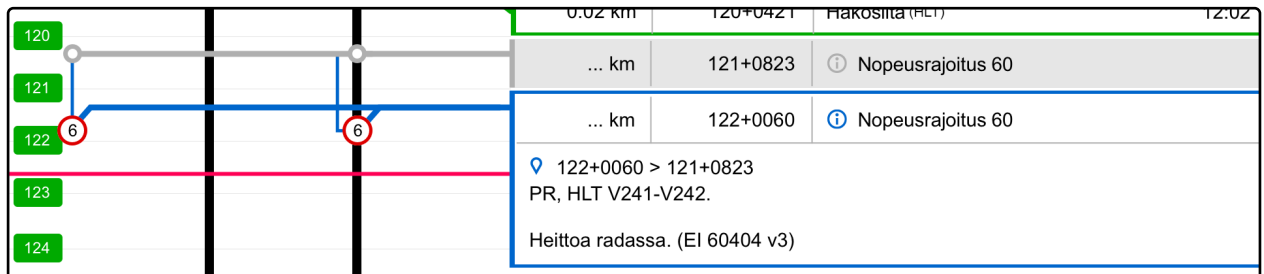 0.02 km 120+0421 Hakosilta (HLT) 12:02
120
121
122
123
124
6
6
... km 121+0823 Nopeusrajoitus 60
... km 122+0060 Nopeusrajoitus 60
122+0060 > 121+0823
PR, HLT V241-V242.
Heittoa radassa. (EI 60404 v3)